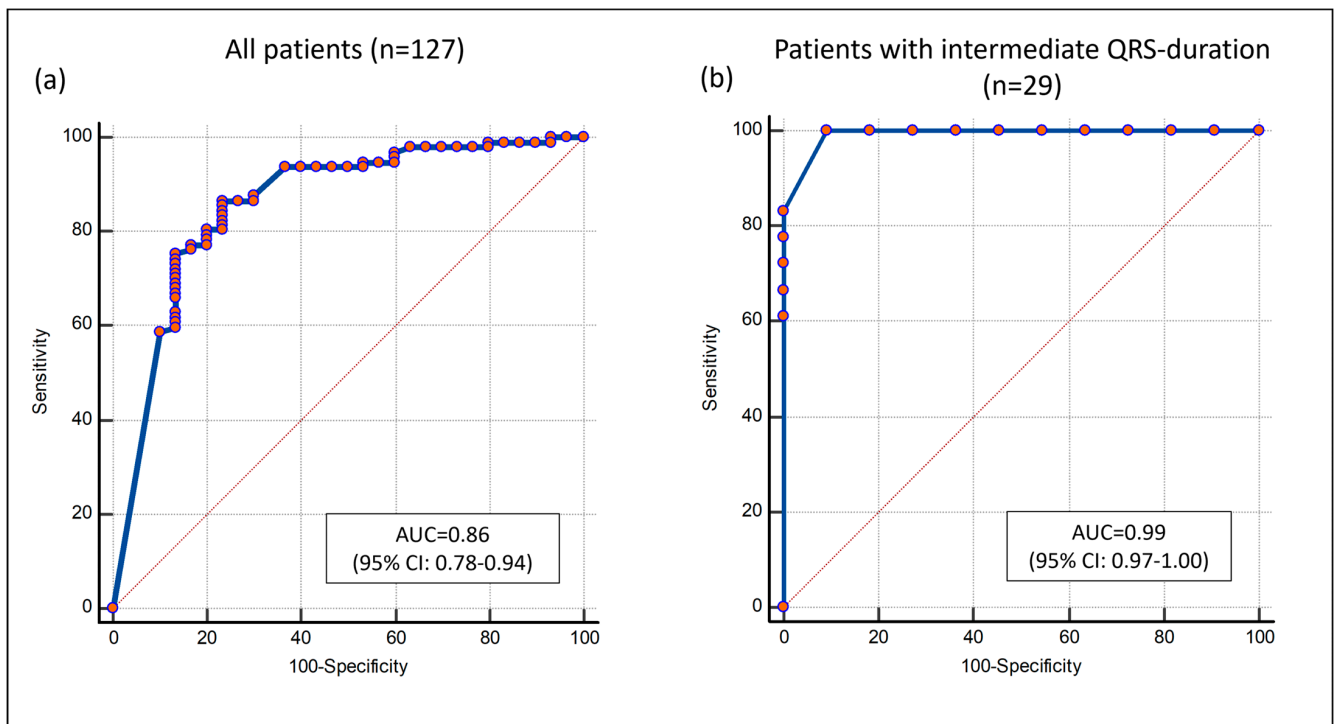 All patients (n=127)
(a)
100
80
60
40
20
0
Sensitivity
AUC=0.86
(95% CI: 0.78-0.94)
0 20 40 60 80 100
100-Specificity
Patients with intermediate QRS-duration
(n=29)
(b)
100
80
60
40
20
0
Sensitivity
AUC=0.99
(95% CI: 0.97-1.00)
0 20 40 60 80 100
100-Specificity